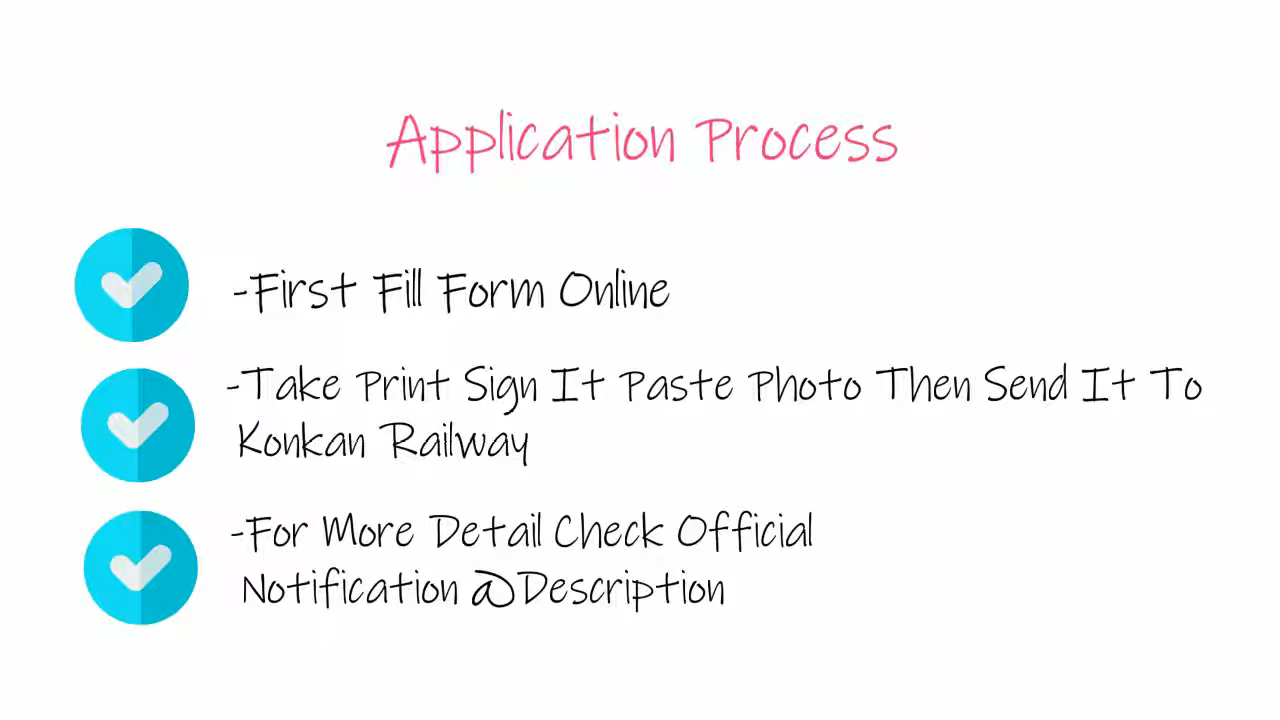 Application Process
-First Fill Form Online
-Take Print Sign It Paste Photo Then Send It To
Konkan Railway
-For More Detail Check Official
Notification @Description